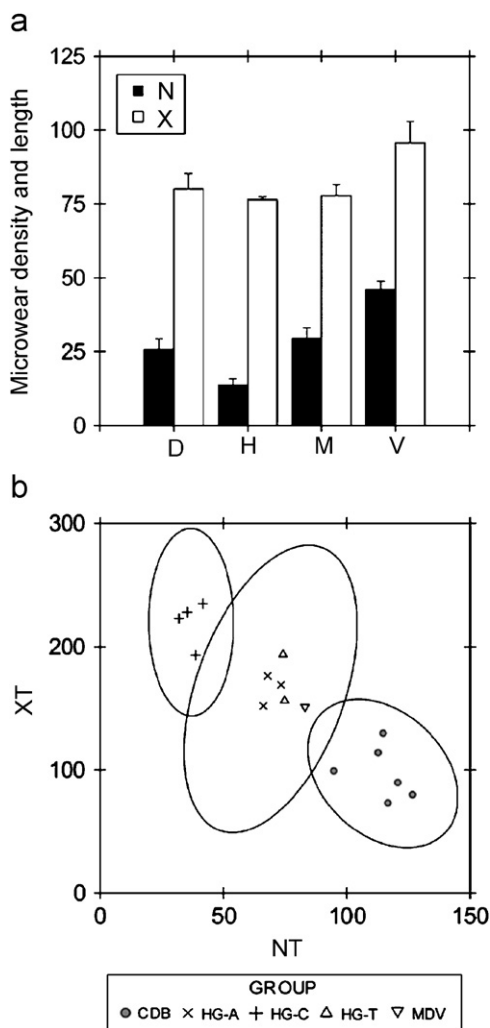 a
Microwear density and length
125
100
75
50
25
0
N
X
D H M V
b
XT
300
200
100
0
0 50 100 150
NT
GROUP
CDB HG-A HG-C HG-T MDV